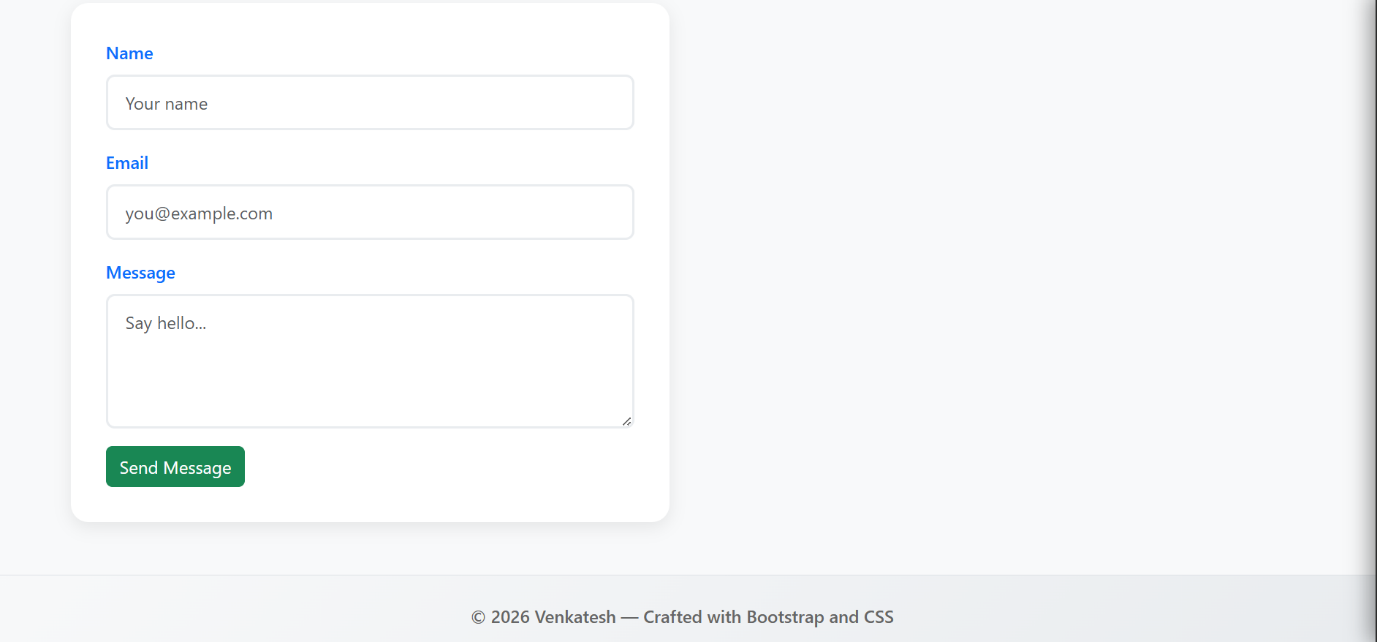 Name
Your name
Email
you@example.com
Message
Say hello...
Send Message
© 2026 Venkatesh — Crafted with Bootstrap and CSS